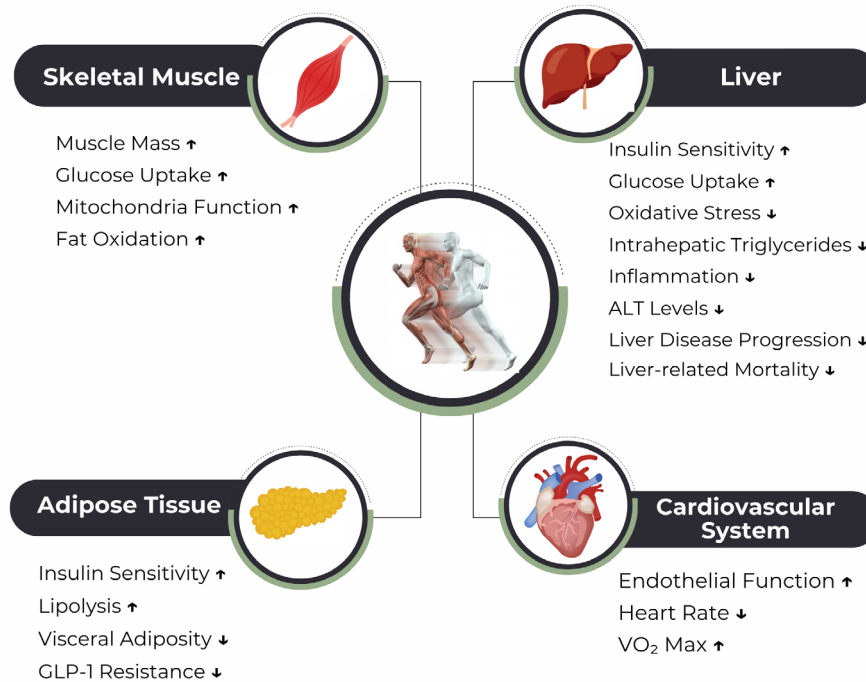 Skeletal Muscle
Muscle Mass ↑
Glucose Uptake ↑
Mitochondria Function ↑
Fat Oxidation ↑
Liver
Insulin Sensitivity ↑
Glucose Uptake ↑
Oxidative Stress ↓
Intrahepatic Triglycerides ↓
Inflammation ↓
ALT Levels ↓
Liver Disease Progression ↓
Liver-related Mortality ↓
Adipose Tissue
Insulin Sensitivity ↑
Lipolysis ↑
Visceral Adiposity ↓
GLP-1 Resistance ↓
Cardiovascular
System
Endothelial Function ↑
Heart Rate ↓
VO₂ Max ↑